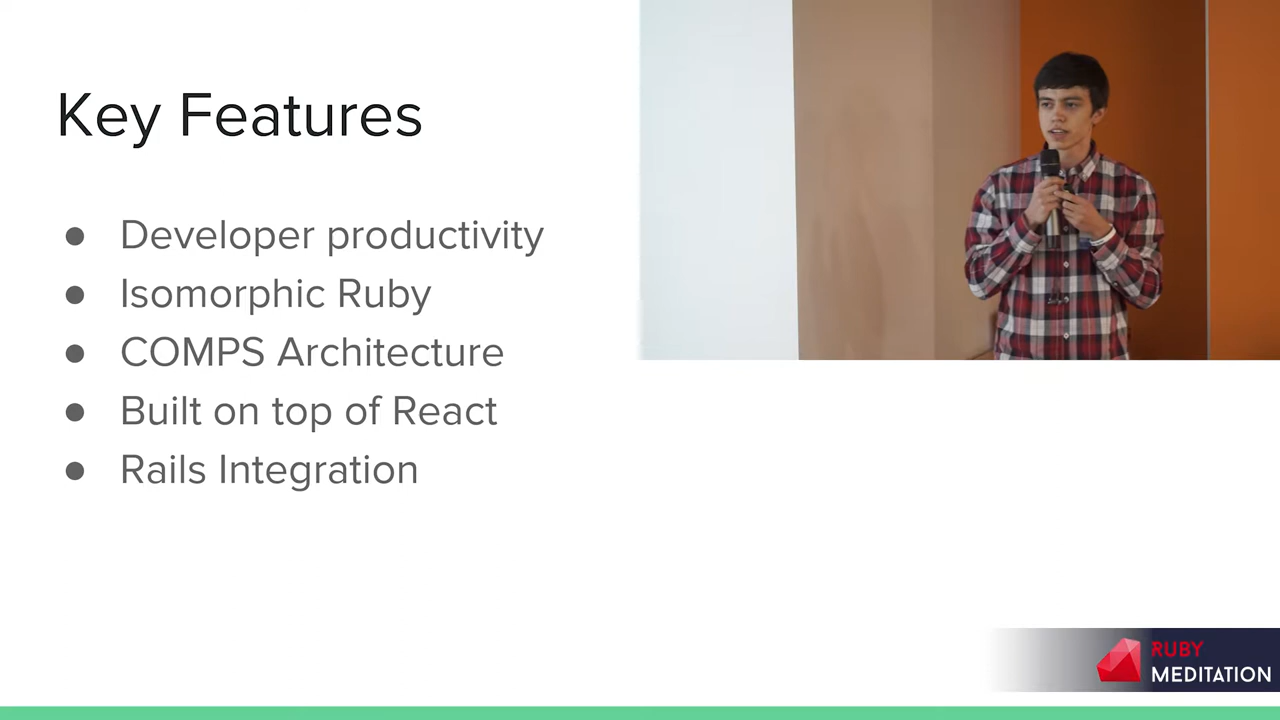 Key Features
● Developer productivity
● Isomorphic Ruby
● COMPS Architecture
● Built on top of React
● Rails Integration
RUBY
MEDITATION